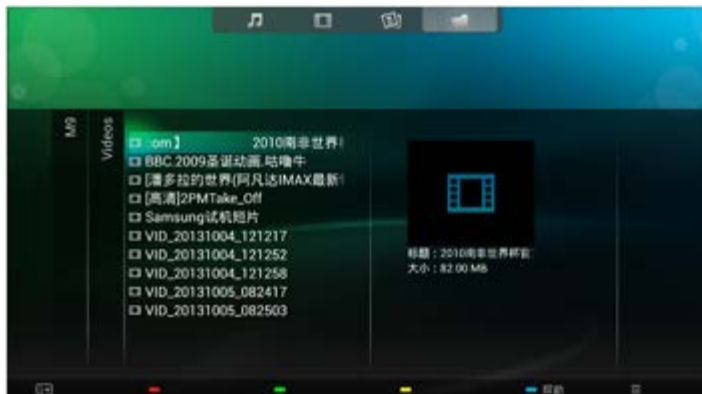 M9
Videos
:om】 2010南非世界
BBC.2009圣诞动画.咕噜牛
[潘多拉的世界(阿凡达IMAX最新
[高清]2PMTake_Off
Samsung试机短片
VID_20131004_121217
VID_20131004_121252
VID_20131004_121258
VID_20131005_082417
VID_20131005_082503
标题：2010南非世界杯官
大小：82.00 MB
帮助